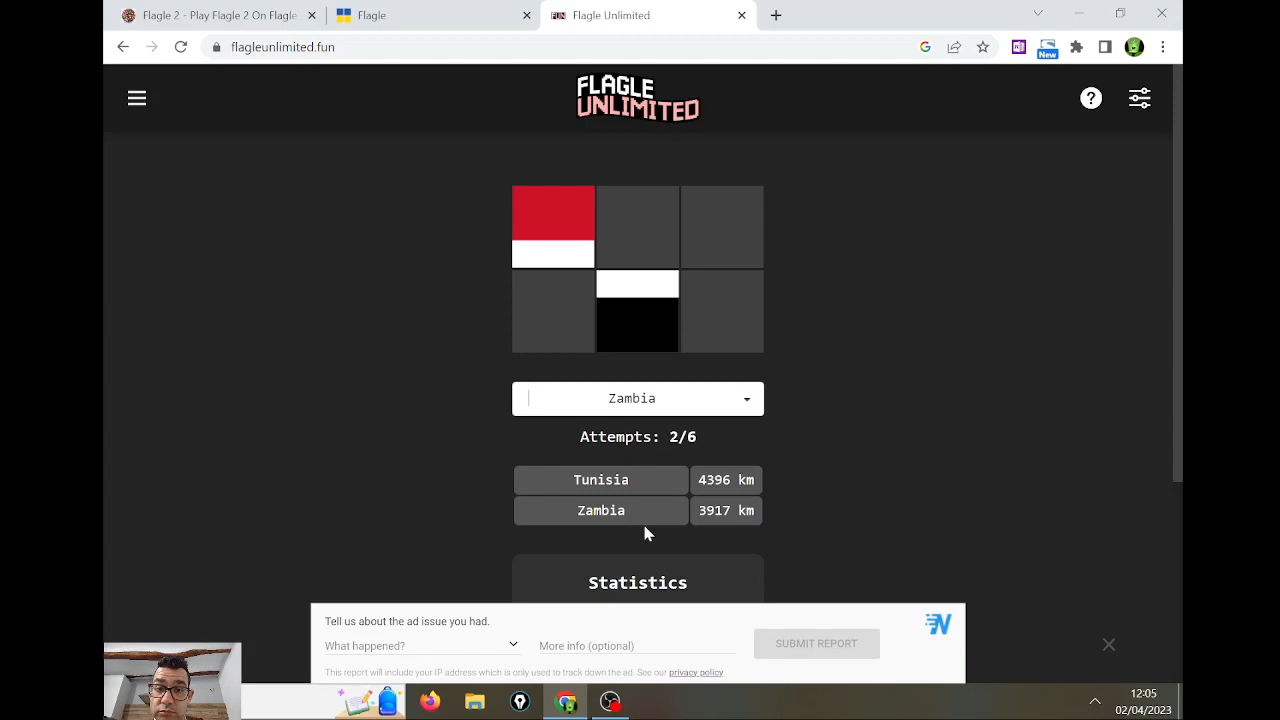 Flagle 2 - Play Flagle 2 On Flagle
Flagle
FUN Flagle Unlimited
flagleunlimited.fun
New
FLAGLE
UNLIMITED
?
Zambia
Attempts: 2/6
Tunisia 4396 km
Zambia 3917 km
Statistics
Tell us about the ad issue you had.
What happened? More info (optional) SUBMIT REPORT
This report will include your IP address which is only used to track down the ad. See our privacy policy.
12:05
02/04/2023